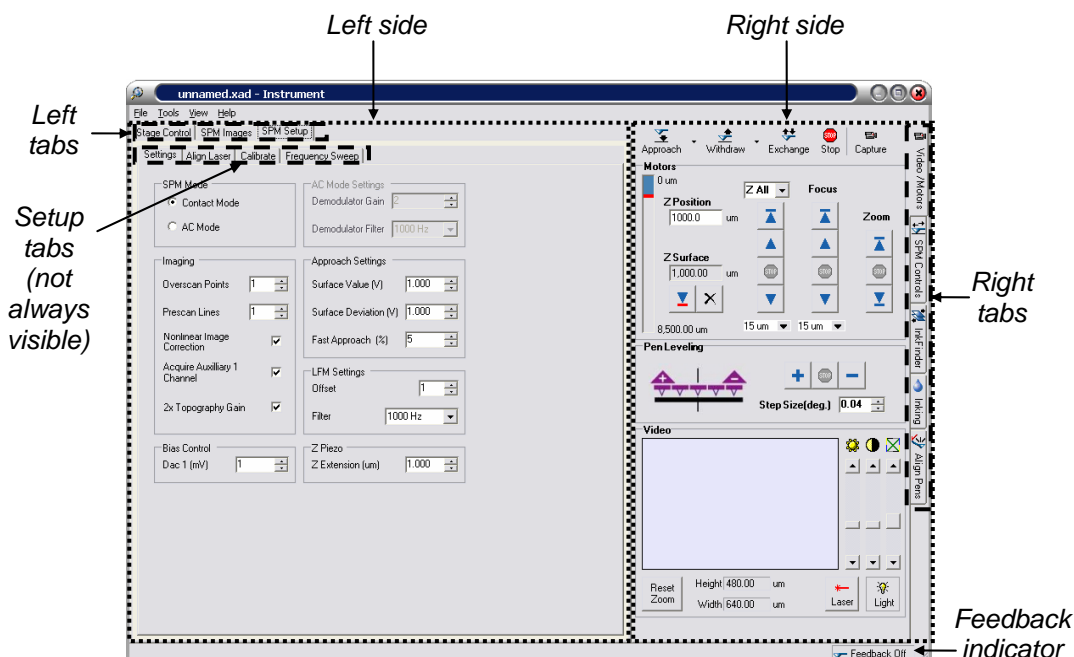 Left side
Right side
Left tabs
Setup tabs (not always visible)
Right tabs
Feedback indicator
unnamed.xad - Instrument
File Tools View Help
Stage Control SPM Images SPM Setup
Settings Align Laser Calibrate Frequency Sweep
SPM Mode
Contact Mode
AC Mode
AC Mode Settings
Demodulator Gain 2
Demodulator Filter 1000 Hz
Imaging
Overscan Points 1
Prescan Lines 1
Nonlinear Image Correction
Acquire Auxilliary 1 Channel
2x Topography Gain
Approach Settings
Surface Value (V) 1.000
Surface Deviation (V) 1.000
Fast Approach (%) 5
LFM Settings
Offset 1
Filter 1000 Hz
Bias Control
Dac 1 (mV) 1
Z Piezo
Z Extension (um) 1.000
Approach Withdraw Exchange Stop Capture
Motors
0 um
Z Position
1000.0 um
Z Surface
1,000.00 um
8,500.00 um
Z All Focus Zoom
STOP STOP STOP
15 um 15 um
Pen Leveling
STOP
Step Size(deg.) 0.04
Video
Reset Zoom
Height 480.00 um
Width 640.00 um
Laser Light
Video /Motors
SPM Controls
InkFinder
Inking
Align Pens
Feedback Off